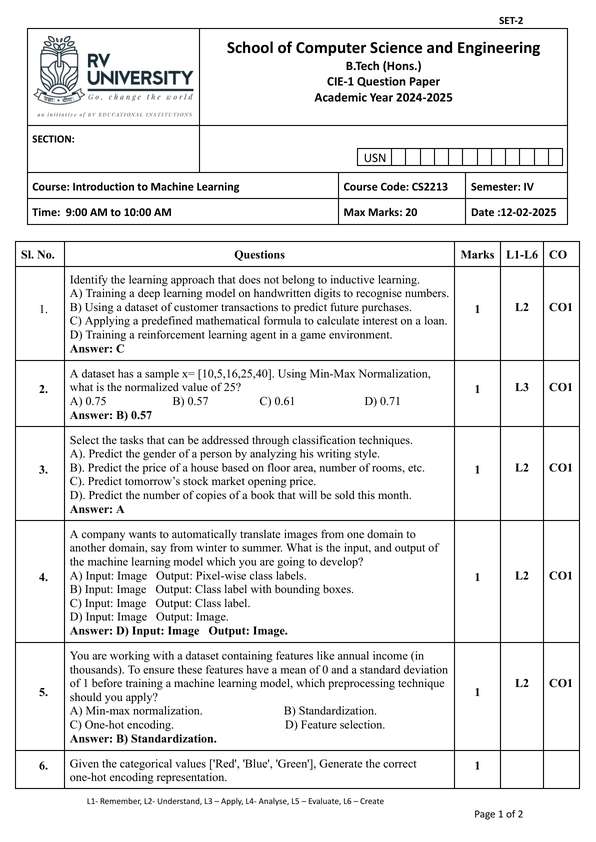 SET-2
RV
UNIVERSITY
Go, change the world
an initiative of RV EDUCATIONAL INSTITUTIONS
School of Computer Science and Engineering
B.Tech (Hons.)
CIE-1 Question Paper
Academic Year 2024-2025
SECTION:
USN
Course: Introduction to Machine Learning
Course Code: CS2213
Semester: IV
Time: 9:00 AM to 10:00 AM
Max Marks: 20
Date :12-02-2025
Sl. No. Questions Marks L1-L6 CO
1. Identify the learning approach that does not belong to inductive learning.
A) Training a deep learning model on handwritten digits to recognise numbers.
B) Using a dataset of customer transactions to predict future purchases.
C) Applying a predefined mathematical formula to calculate interest on a loan.
D) Training a reinforcement learning agent in a game environment.
Answer: C
1 L2 CO1
2. A dataset has a sample x= [10,5,16,25,40]. Using Min-Max Normalization,
what is the normalized value of 25?
A) 0.75 B) 0.57 C) 0.61 D) 0.71
Answer: B) 0.57
1 L3 CO1
3. Select the tasks that can be addressed through classification techniques.
A). Predict the gender of a person by analyzing his writing style.
B). Predict the price of a house based on floor area, number of rooms, etc.
C). Predict tomorrow’s stock market opening price.
D). Predict the number of copies of a book that will be sold this month.
Answer: A
1 L2 CO1
4. A company wants to automatically translate images from one domain to
another domain, say from winter to summer. What is the input, and output of
the machine learning model which you are going to develop?
A) Input: Image Output: Pixel-wise class labels.
B) Input: Image Output: Class label with bounding boxes.
C) Input: Image Output: Class label.
D) Input: Image Output: Image.
Answer: D) Input: Image Output: Image.
1 L2 CO1
5. You are working with a dataset containing features like annual income (in
thousands). To ensure these features have a mean of 0 and a standard deviation
of 1 before training a machine learning model, which preprocessing technique
should you apply?
A) Min-max normalization. B) Standardization.
C) One-hot encoding. D) Feature selection.
Answer: B) Standardization.
1 L2 CO1
6. Given the categorical values ['Red', 'Blue', 'Green'], Generate the correct
one-hot encoding representation.
1
L1- Remember, L2- Understand, L3 – Apply, L4- Analyse, L5 – Evaluate, L6 – Create
Page 1 of 2